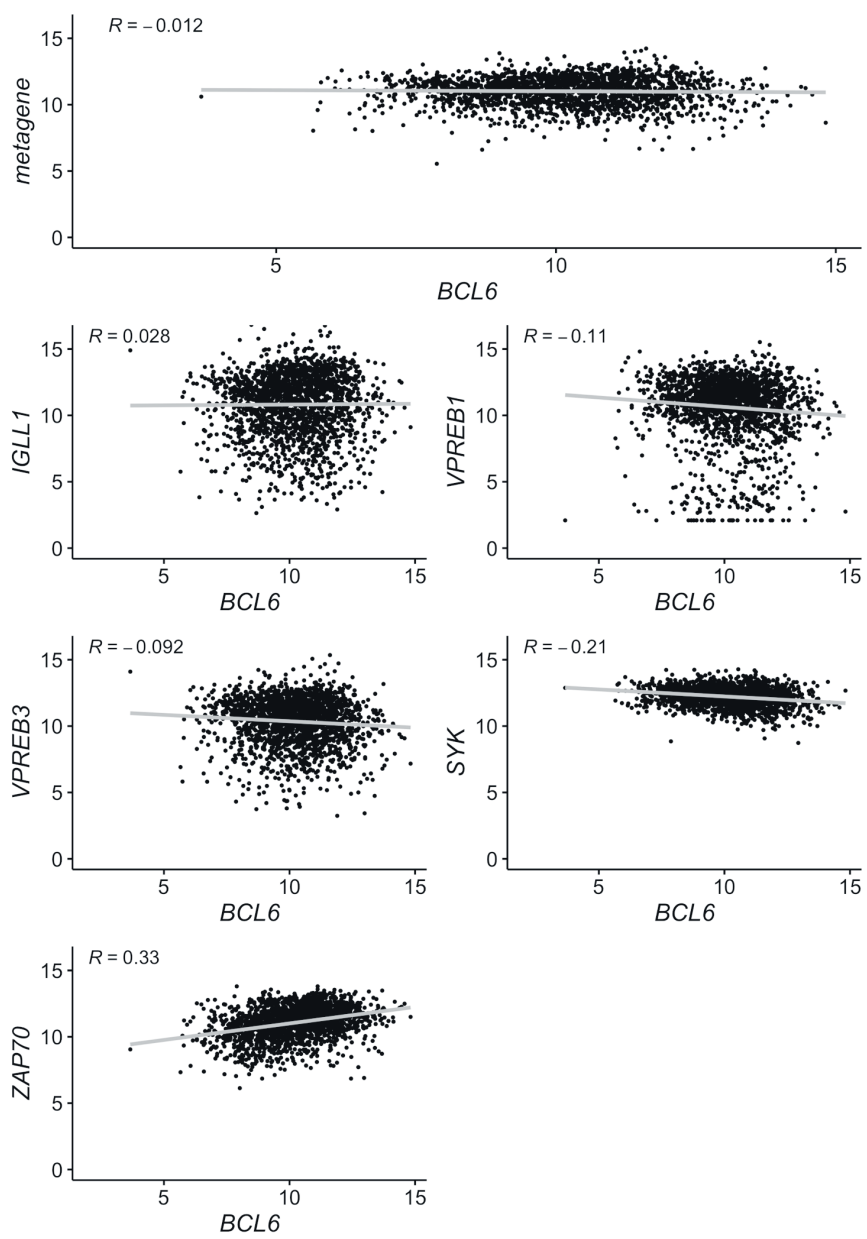 R = −0.012
15
10
5
0
metagene
5 10 15
BCL6
R = 0.028
15
10
5
0
IGLL1
5 10 15
BCL6
R = −0.11
15
10
5
0
VPREB1
5 10 15
BCL6
R = −0.092
15
10
5
0
VPREB3
5 10 15
BCL6
R = −0.21
15
10
5
0
SYK
5 10 15
BCL6
R = 0.33
15
10
5
0
ZAP70
5 10 15
BCL6